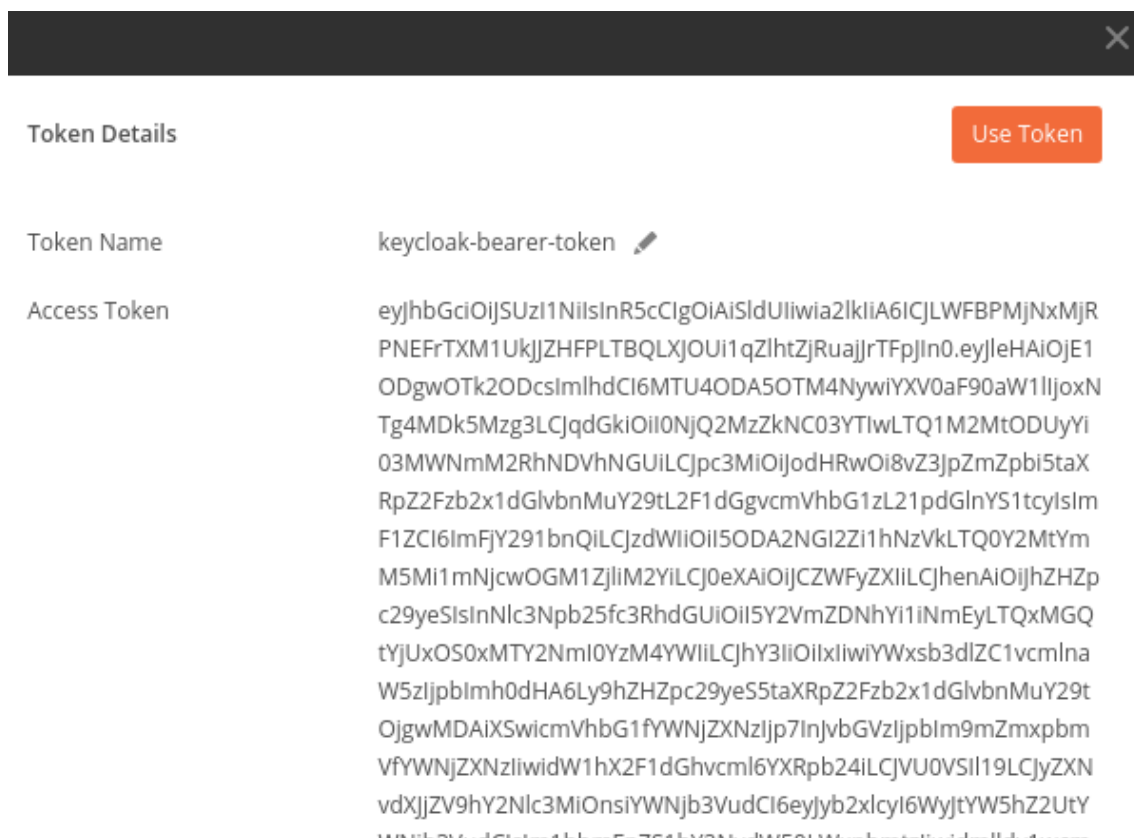 Token Details
Use Token
Token Name
keycloak-bearer-token
Access Token
eyJhbGciOiJSUzI1NiIsInR5cCIgOiAiSldUIiwia2lkIiA6ICJLWFBPMjNxMjR
PNEFrTXM1UkJJZHFPLTBQLXJOUi1qZlhtZjRuajJrTFpJIn0.eyJleHAiOjE1
ODgwOTk2ODcsImlhdCI6MTU4ODA5OTM4NywiYXV0aF90aW1lIjoxN
Tg4MDk5Mzg3LCJqdGkiOiI0NjQ2MzZkNC03YTIwLTQ1M2MtODUyYi
03MWNmM2RhNDVhNGUiLCJpc3MiOiJodHRwOi8vZ3JpZmZpbi5taX
RpZ2Fzb2x1dGlvbnMuY29tL2F1dGgvcmVhbG1zL21pdGlnYS1tcyIsIm
F1ZCI6ImFjY291bnQiLCJzdWIiOiI5ODA2NGI2Zi1hNzVkLTQ0Y2MtYm
M5Mi1mNjcwOGM1ZjliM2YiLCJ0eXAiOiJCZWFyZXIiLCJhenAiOiJhZHZp
c29yeSIsInNlc3Npb25fc3RhdGUiOiI5Y2VmZDNhYi1iNmEyLTQxMGQ
tYjUxOS0xMTY2NmI0YzM4YWIiLCJhY3IiOiIxIiwiYWxsb3dlZC1vcmlna
W5zIjpbImh0dHA6Ly9hZHZpc29yeS5taXRpZ2Fzb2x1dGlvbnMuY29t
OjgwMDAiXSwicmVhbG1fYWNjZXNzIjp7InJvbGVzIjpbIm9mZmxpbm
VfYWNjZXNzIiwidW1hX2F1dGhvcml6YXRpb24iLCJVU0VSIl19LCJyZXN
vdXJjZV9hY2Nlc3MiOnsiYWNjb3VudCI6eyJyb2xlcyI6WyJtYW5hZ2UtY